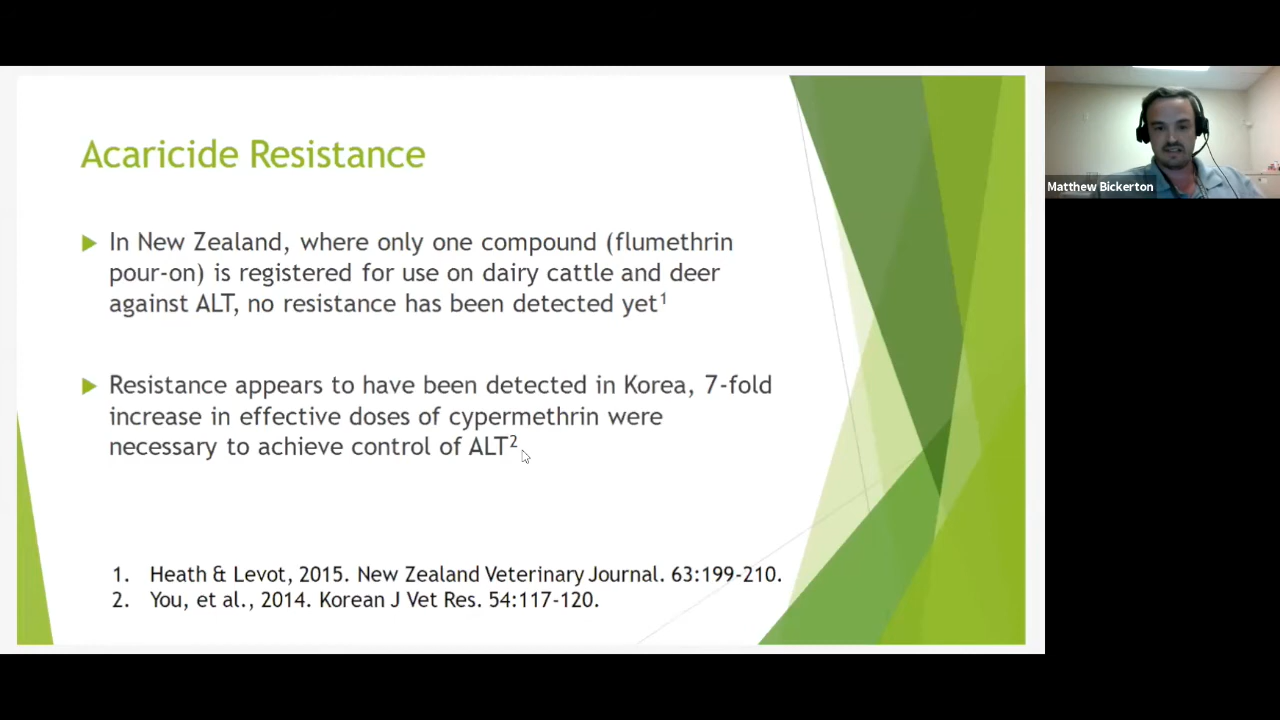 Acaricide Resistance
In New Zealand, where only one compound (flumethrin
pour-on) is registered for use on dairy cattle and deer
against ALT, no resistance has been detected yet¹
Resistance appears to have been detected in Korea, 7-fold
increase in effective doses of cypermethrin were
necessary to achieve control of ALT²
1. Heath & Levot, 2015. New Zealand Veterinary Journal. 63:199-210.
2. You, et al., 2014. Korean J Vet Res. 54:117-120.
Matthew Bickerton